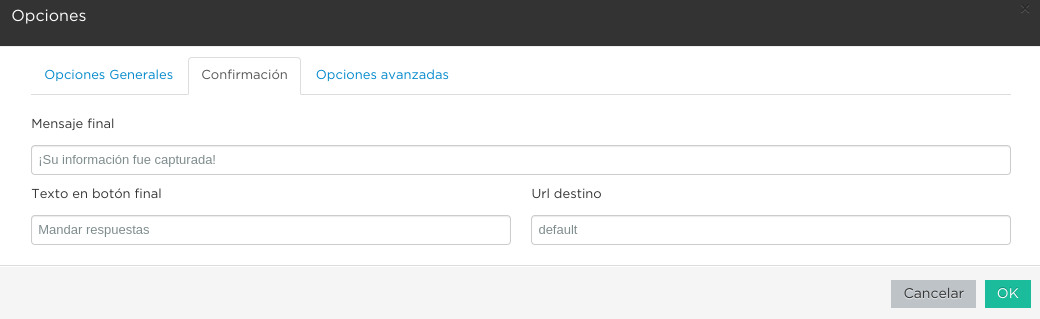 Opciones
Opciones Generales Confirmación Opciones avanzadas
Mensaje final
¡Su información fue capturada!
Texto en botón final Url destino
Mandar respuestas default
Cancelar OK